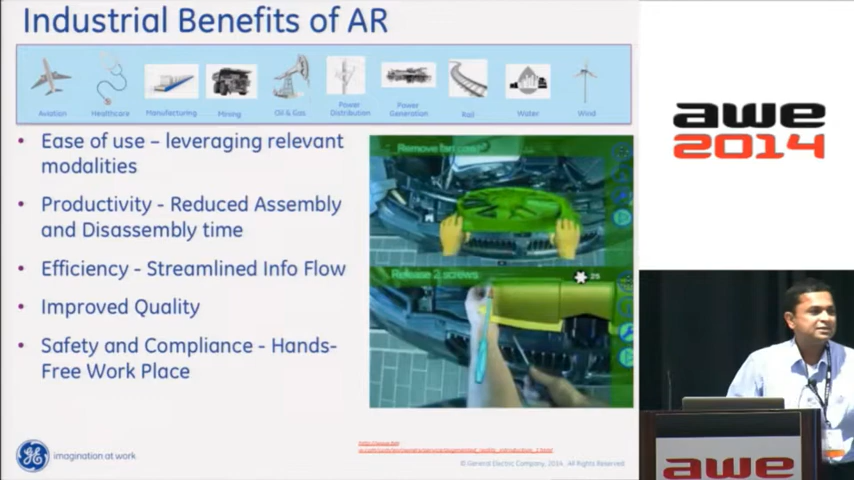 Industrial Benefits of AR
Aviation
Healthcare
Manufacturing
Mining
Oil & Gas
Power
Distribution
Power
Generation
Rail
Water
Wind
• Ease of use – leveraging relevant
modalities
• Productivity - Reduced Assembly
and Disassembly time
• Efficiency - Streamlined Info Flow
• Improved Quality
• Safety and Compliance - Hands-
Free Work Place
Remove fan
Release 2 screws
25
imagination at work
© General Electric Company, 2014. All Rights Reserved
awe
2014
awe